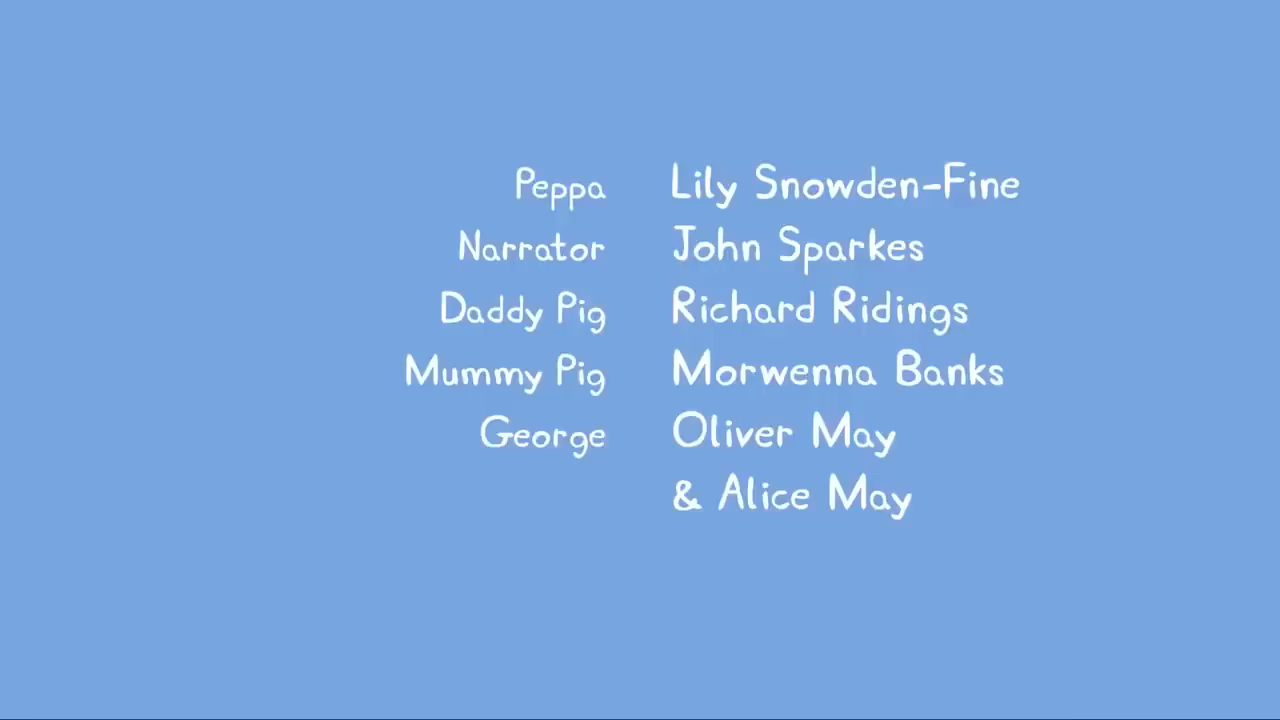 Peppa Lily Snowden-Fine
Narrator John Sparkes
Daddy Pig Richard Ridings
Mummy Pig Morwenna Banks
George Oliver May
& Alice May